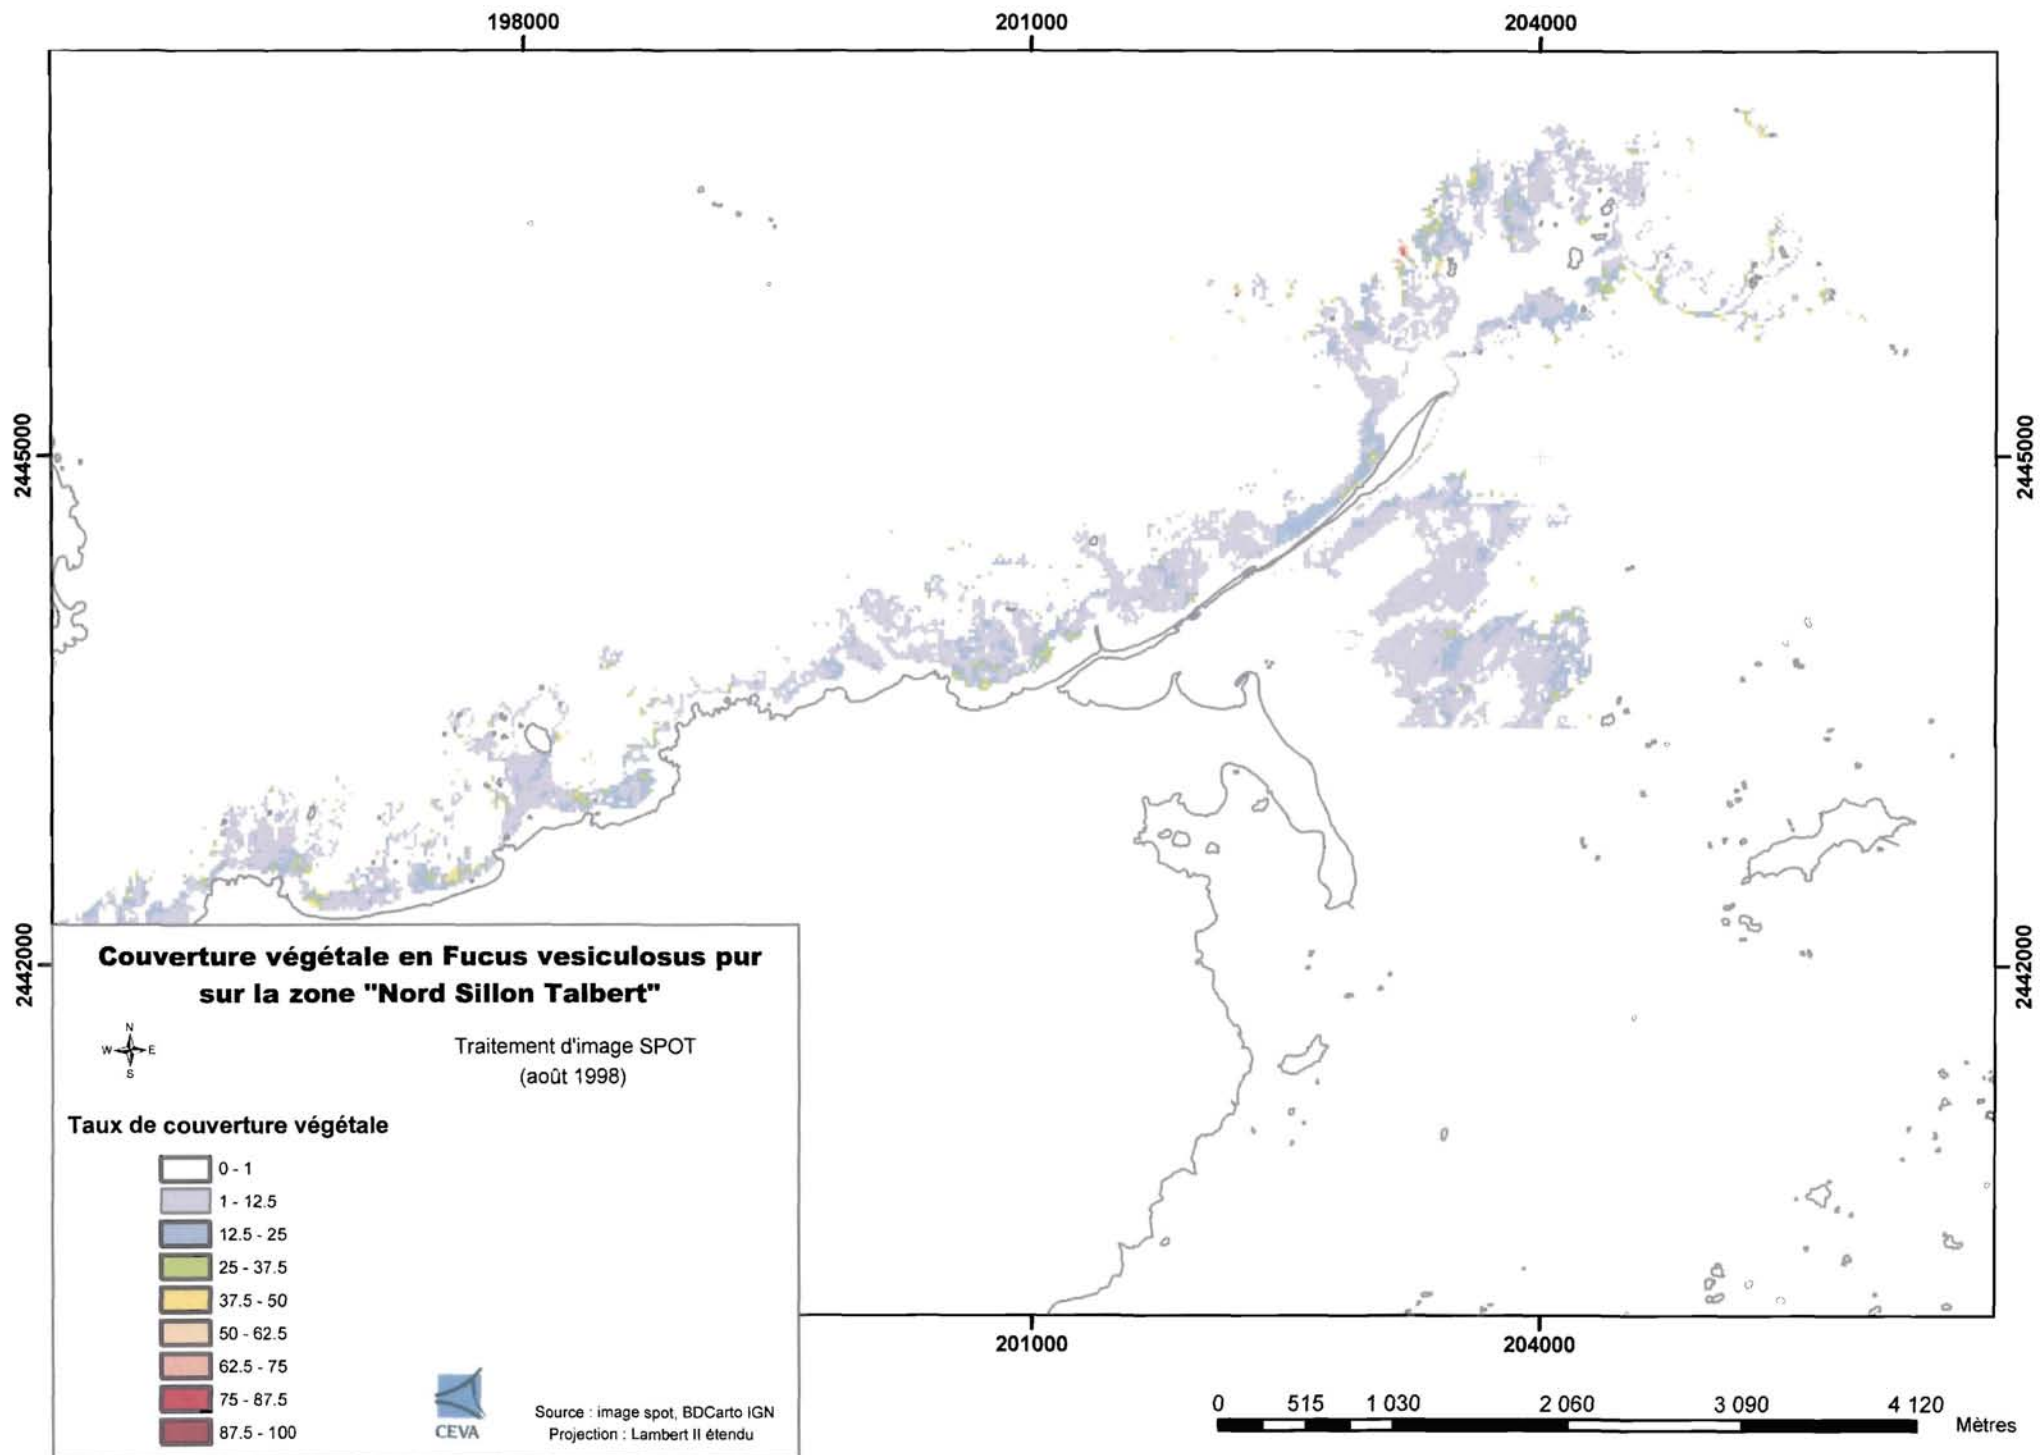 198000 201000 204000
2445000 2445000
2442000 2442000
Couverture végétale en Fucus vesiculosus pur
sur la zone "Nord Sillon Talbert"
N
W E
S
Traitement d'image SPOT
(août 1998)
Taux de couverture végétale
0 - 1
1 - 12.5
12.5 - 25
25 - 37.5
37.5 - 50
50 - 62.5
62.5 - 75
75 - 87.5
87.5 - 100
CEVA
Source : image spot, BDCarto IGN
Projection : Lambert II étendu
201000 204000
0 515 1 030 2 060 3 090 4 120
Mètres